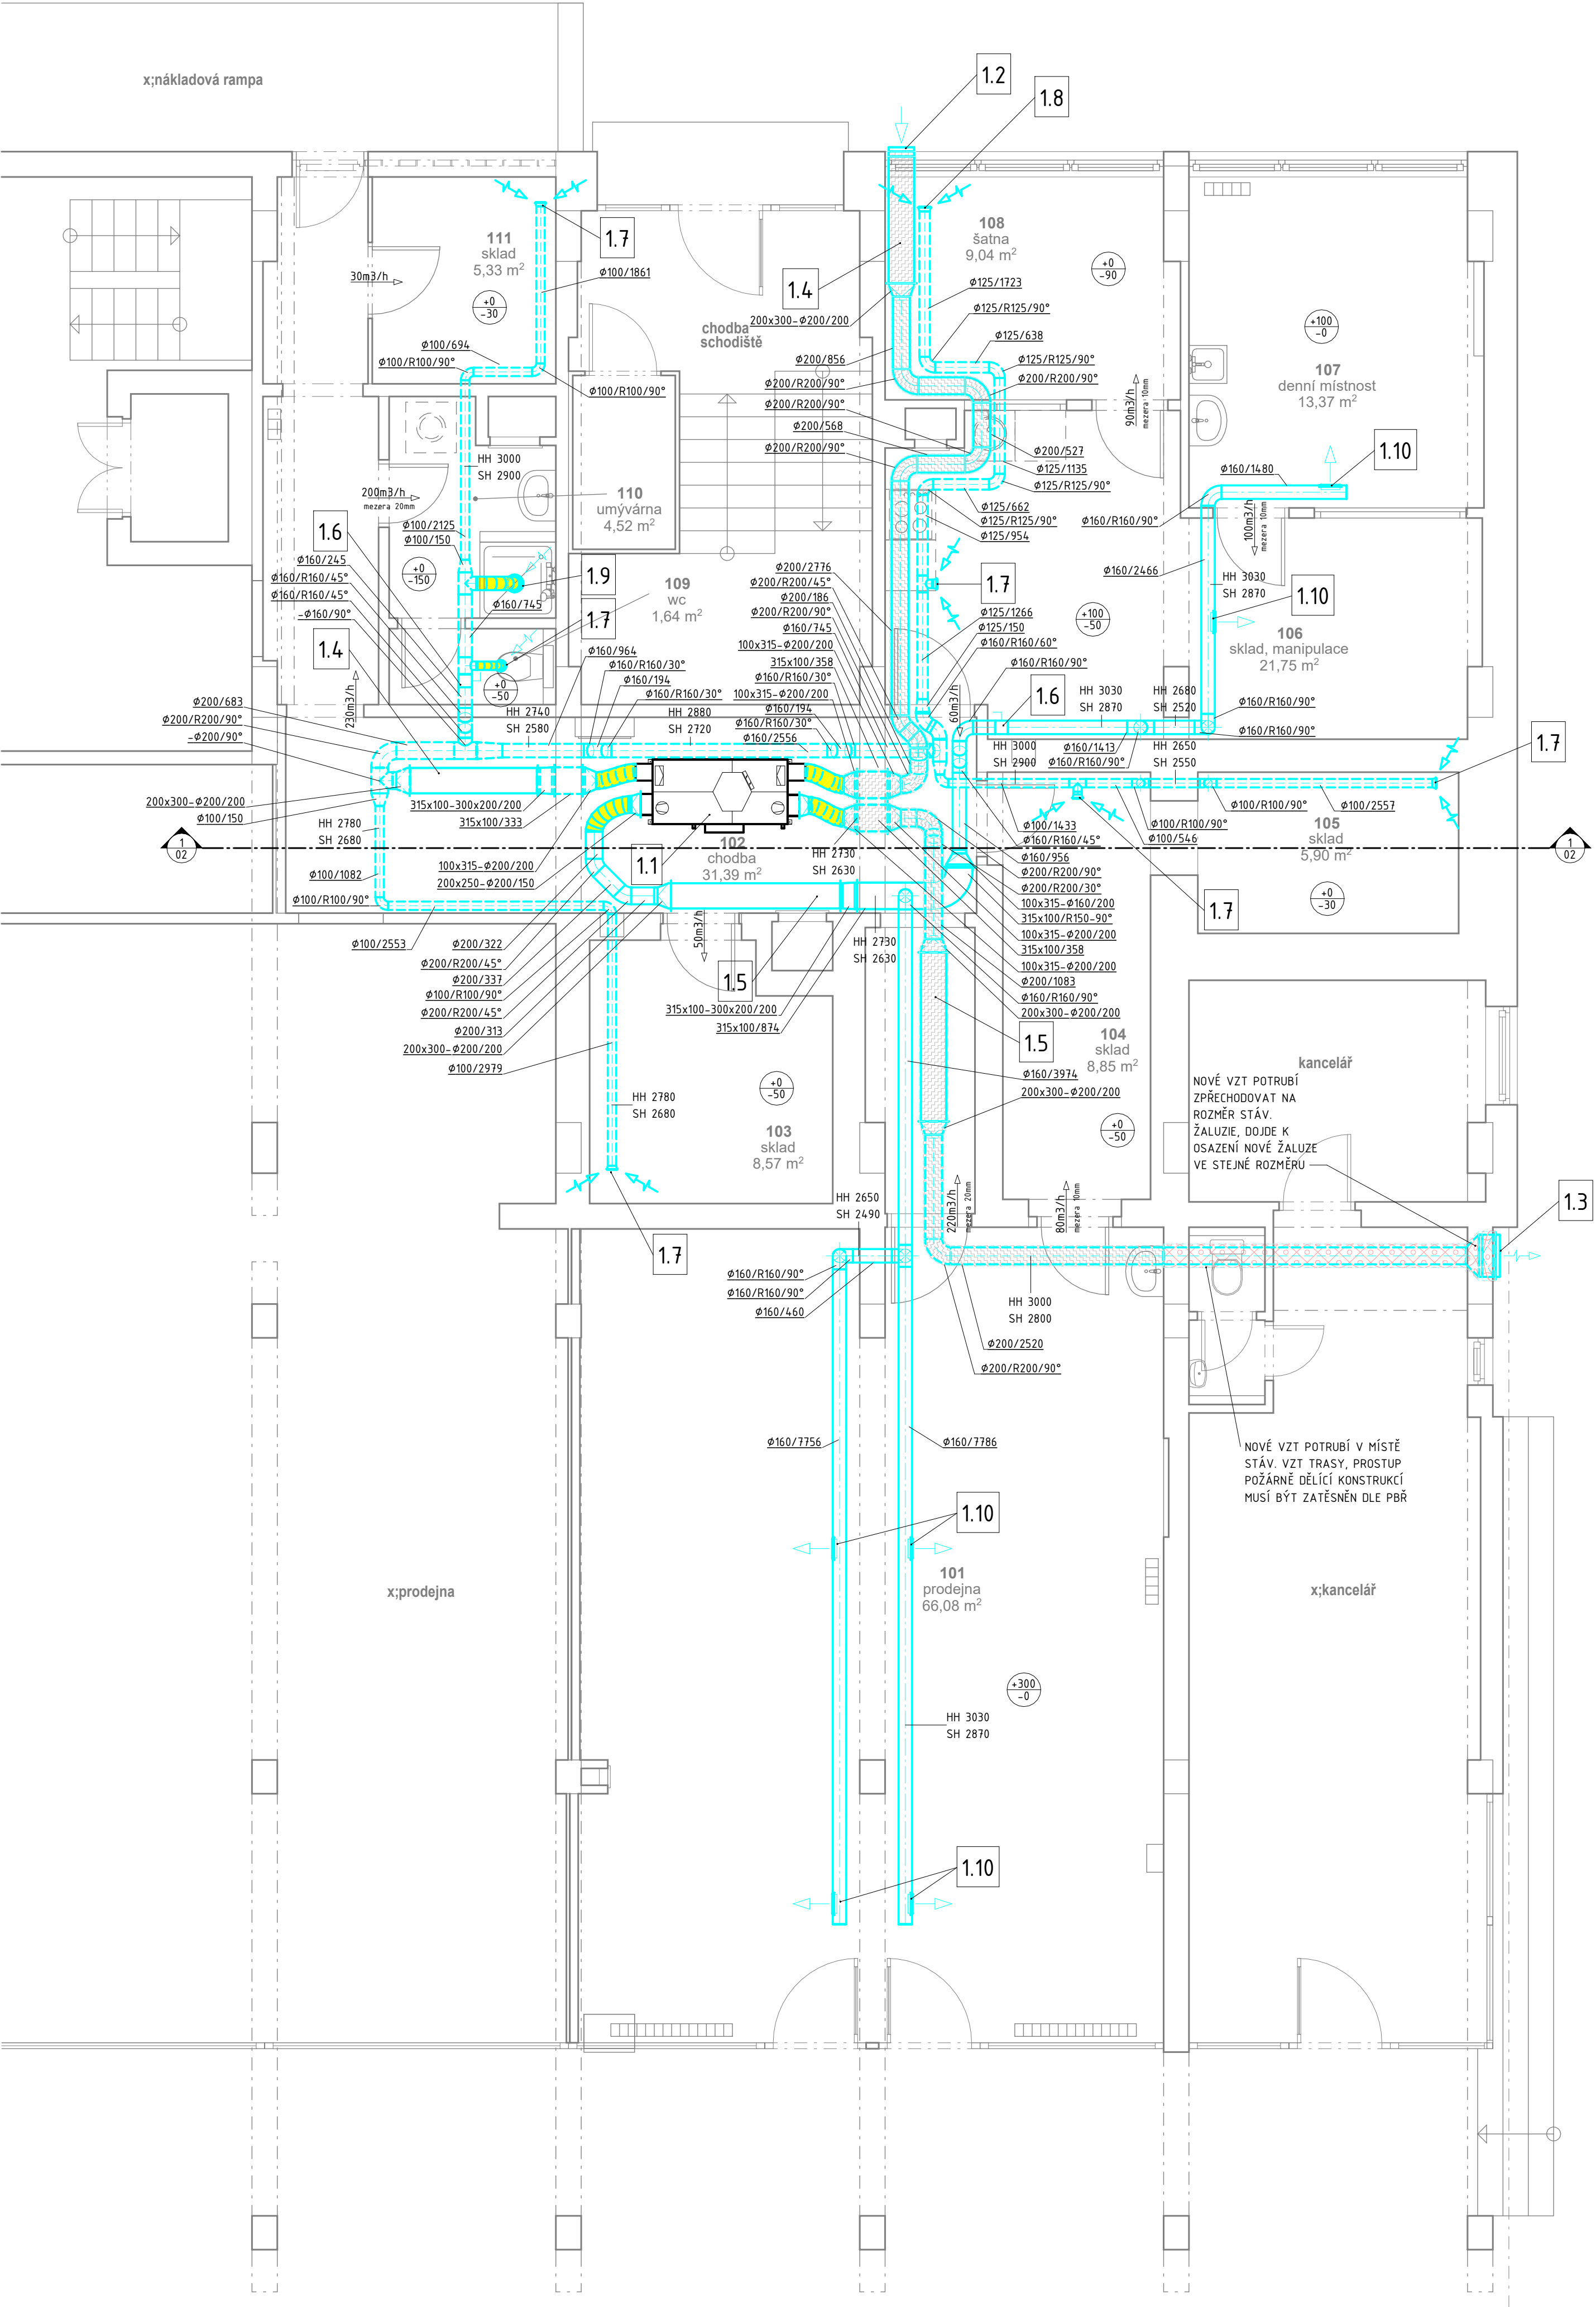 x;nákladová rampa
1.2
1.8
111
sklad
5,33 m²
1.7
30m3/h
+0
-30
Ø100/1861
Ø100/694
Ø100/R100/90°
Ø100/R100/90°
chodba
schodiště
1.4
200x300-Ø200/200
Ø200/856
Ø200/R200/90°
Ø200/R200/90°
Ø200/568
Ø200/R200/90°
108
šatna
9,04 m²
+0
-90
Ø125/1723
Ø125/R125/90°
Ø125/638
Ø125/R125/90°
Ø200/R200/90°
90m3/h
mezera 10mm
+100
-0
107
denní místnost
13,37 m²
Ø200/527
Ø125/1135
Ø125/R125/90°
Ø125/662
Ø125/R125/90°
Ø125/954
Ø160/1480
1.10
Ø160/R160/90°
100m3/h
mezera 10mm
HH 3000
SH 2900
200m3/h
mezera 20mm
110
umývárna
4,52 m²
1.6
Ø100/2125
Ø100/150
Ø160/245
Ø160/R160/45°
Ø160/R160/45°
-Ø160/90°
1.4
+0
-150
1.9
Ø160/745
1.7
109
wc
1,64 m²
+0
-50
230m3/h
Ø160/2466
HH 3030
SH 2870
1.10
106
sklad, manipulace
21,75 m²
1.7
+100
-50
Ø200/2776
Ø200/R200/45°
Ø200/186
Ø200/R200/90°
Ø160/745
100x315-Ø200/200
315x100/358
Ø160/R160/30°
100x315-Ø200/200
Ø160/194
Ø160/R160/30°
Ø160/2556
Ø125/1266
Ø125/150
Ø160/R160/60°
Ø160/R160/90°
60m3/h
1.6
HH 3030
SH 2870
HH 2680
SH 2520
Ø160/R160/90°
Ø160/R160/90°
Ø160/964
Ø160/R160/30°
Ø160/194
Ø160/R160/30°
HH 2740
SH 2580
HH 2880
SH 2720
Ø200/683
Ø200/R200/90°
-Ø200/90°
200x300-Ø200/200
Ø100/150
315x100-300x200/200
315x100/333
HH 3000
SH 2900
Ø160/1413
Ø160/R160/90°
HH 2650
SH 2550
1.7
Ø100/R100/90°
Ø100/2557
Ø100/1433
Ø100/R100/90°
Ø100/546
105
sklad
5,90 m²
+0
-30
1.7
1
02
1
02
HH 2780
SH 2680
Ø100/1082
Ø100/R100/90°
100x315-Ø200/200
200x250-Ø200/150
1.1
102
chodba
31,39 m²
HH 2730
SH 2630
Ø160/R160/45°
Ø160/956
Ø200/R200/90°
Ø200/R200/30°
100x315-Ø160/200
315x100/R150-90°
100x315-Ø200/200
315x100/358
100x315-Ø200/200
Ø200/1083
Ø160/R160/90°
200x300-Ø200/200
Ø100/2553
Ø200/322
Ø200/R200/45°
Ø200/337
Ø100/R100/90°
Ø200/R200/45°
Ø200/313
200x300-Ø200/200
Ø100/2979
50m3/h
1.5
315x100-300x200/200
315x100/874
HH 2730
SH 2630
1.5
104
sklad
8,85 m²
Ø160/3974
200x300-Ø200/200
+0
-50
kancelář
NOVÉ VZT POTRUBÍ
ZPŘECHODOVAT NA
ROZMĚR STÁV.
ŽALUZIE, DOJDE K
OSAZENÍ NOVÉ ŽALUZE
VE STEJNÉ ROZMĚRU
1.3
+0
-50
HH 2780
SH 2680
103
sklad
8,57 m²
1.7
HH 2650
SH 2490
220m3/h
mezera 20mm
80m3/h
mezera 10mm
Ø160/R160/90°
Ø160/R160/90°
Ø160/460
HH 3000
SH 2800
Ø200/2520
Ø200/R200/90°
Ø160/7756
Ø160/7786
NOVÉ VZT POTRUBÍ V MÍSTĚ
STÁV. VZT TRASY, PROSTUP
POŽÁRNĚ DĚLÍCÍ KONSTRUKCÍ
MUSÍ BÝT ZATĚSNĚN DLE PBŘ
1.10
x;prodejna
101
prodejna
66,08 m²
x;kancelář
+300
-0
HH 3030
SH 2870
1.10